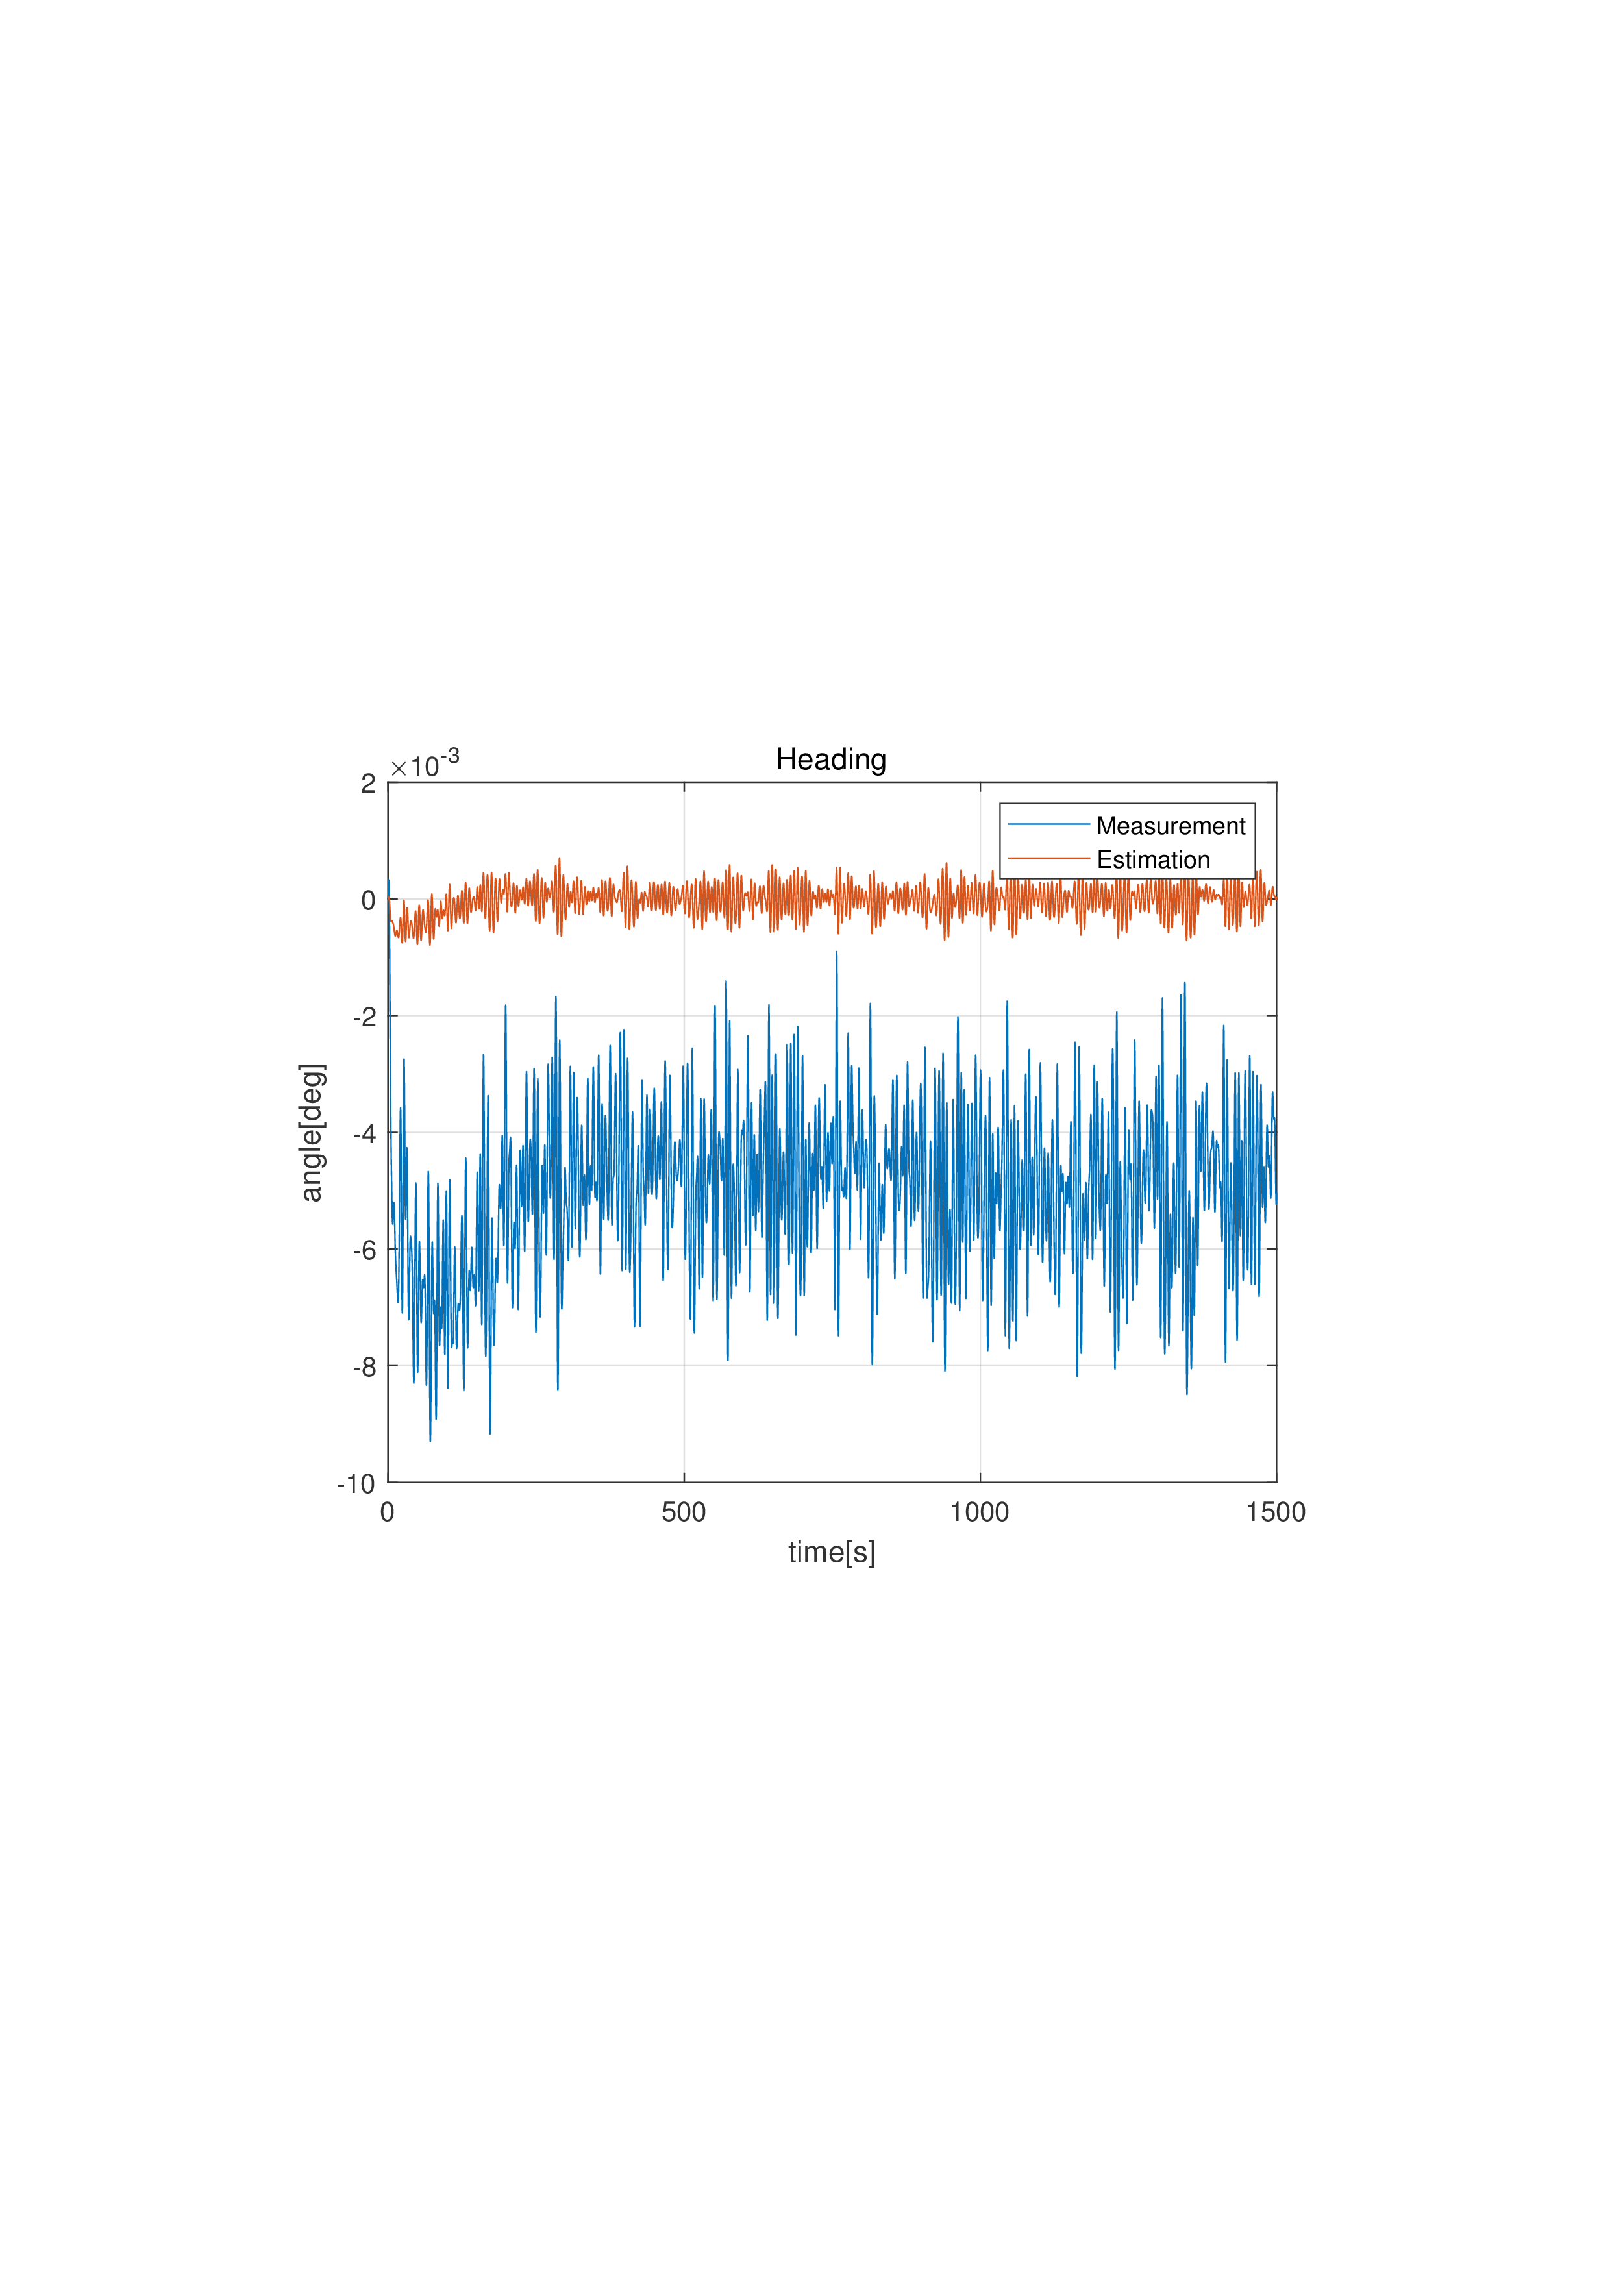 Heading
×10^-3
2
0
-2
-4
-6
-8
-10
angle[deg]
Measurement
Estimation
0 500 1000 1500
time[s]